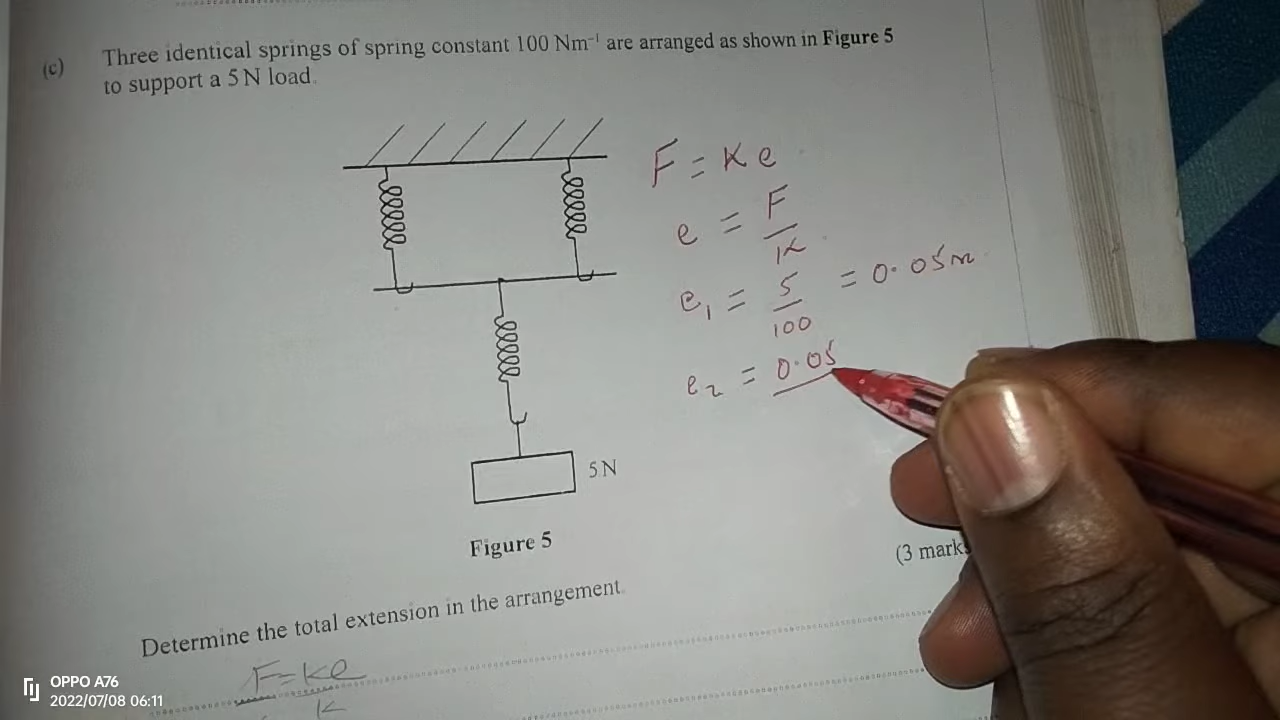 (c) Three identical springs of spring constant 100 Nm⁻¹ are arranged as shown in Figure 5
to support a 5 N load.
F = Ke
e = F/K
e₁ = 5/100 = 0.05m
e₂ = 0.05
5 N
Figure 5
(3 marks
Determine the total extension in the arrangement
F = Ke
K
OPPO A76
2022/07/08 06:11